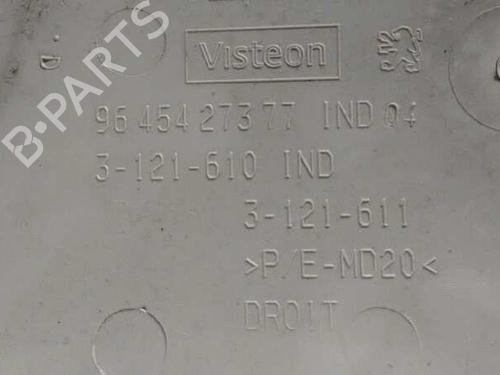 Visteon
96 454 273 77 IND 04
3-121-610 IND
3-121-611
>P/E-MD20<
DROIT
B-PARTS